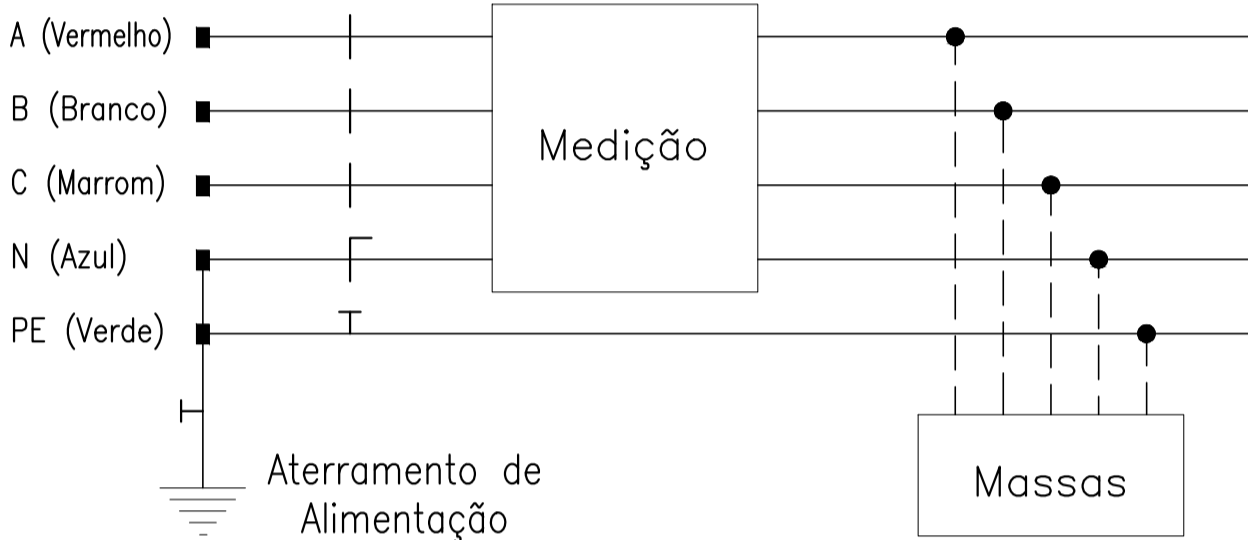 A (Vermelho)
B (Branco)
Medição
C (Marrom)
N (Azul)
PE (Verde)
Aterramento de
Alimentação
Massas